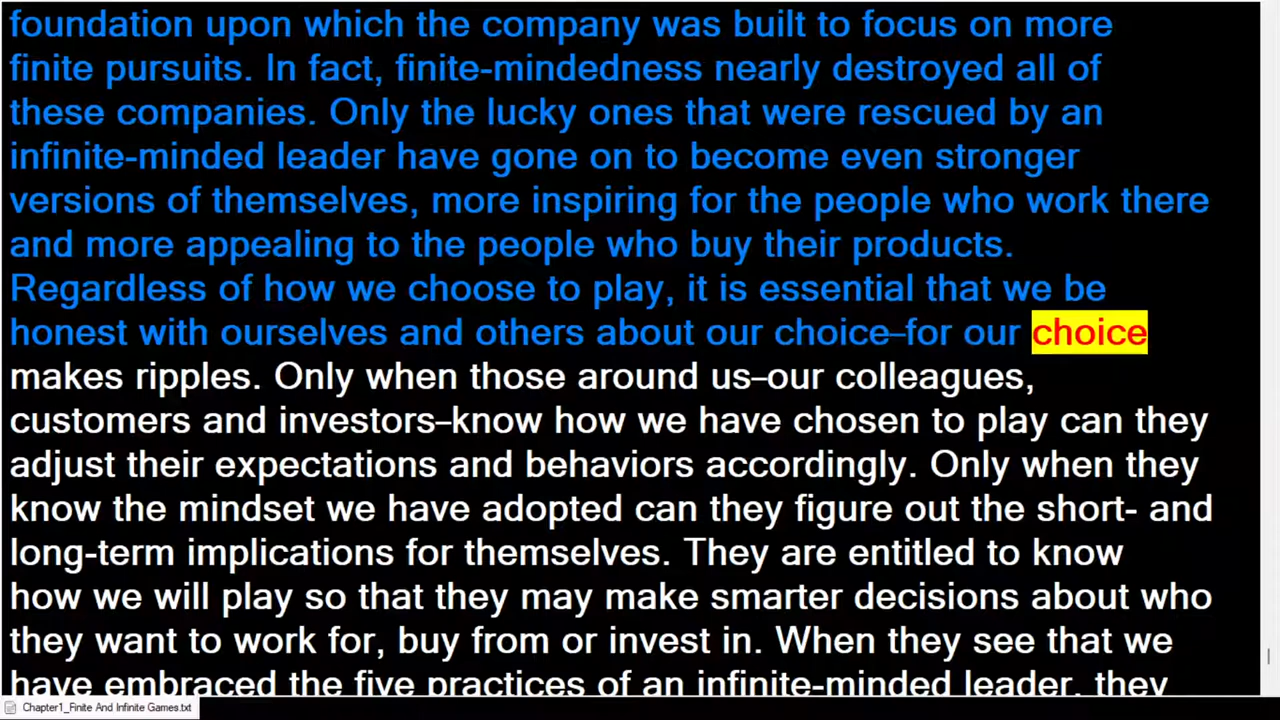 foundation upon which the company was built to focus on more
finite pursuits. In fact, finite-mindedness nearly destroyed all of
these companies. Only the lucky ones that were rescued by an
infinite-minded leader have gone on to become even stronger
versions of themselves, more inspiring for the people who work there
and more appealing to the people who buy their products.
Regardless of how we choose to play, it is essential that we be
honest with ourselves and others about our choice–for our choice
makes ripples. Only when those around us–our colleagues,
customers and investors–know how we have chosen to play can they
adjust their expectations and behaviors accordingly. Only when they
know the mindset we have adopted can they figure out the short- and
long-term implications for themselves. They are entitled to know
how we will play so that they may make smarter decisions about who
they want to work for, buy from or invest in. When they see that we
have embraced the five practices of an infinite-minded leader, they
Chapter1_Finite And Infinite Games.txt